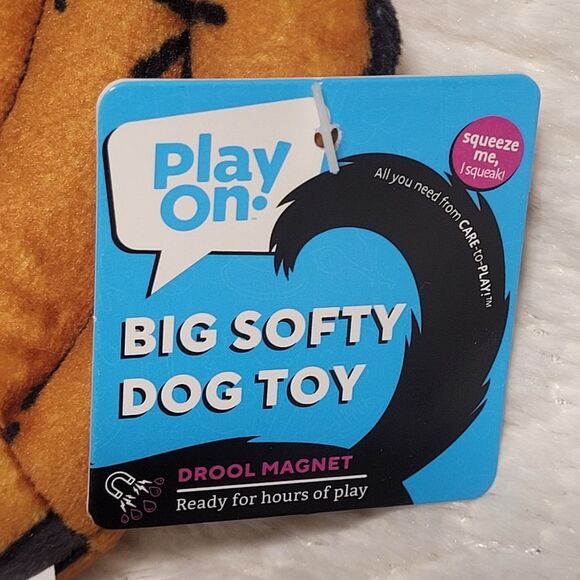 Play
On.™
squeeze
me,
I squeak!
All you need from CARE-to-PLAY!™
BIG SOFTY
DOG TOY
DROOL MAGNET
Ready for hours of play